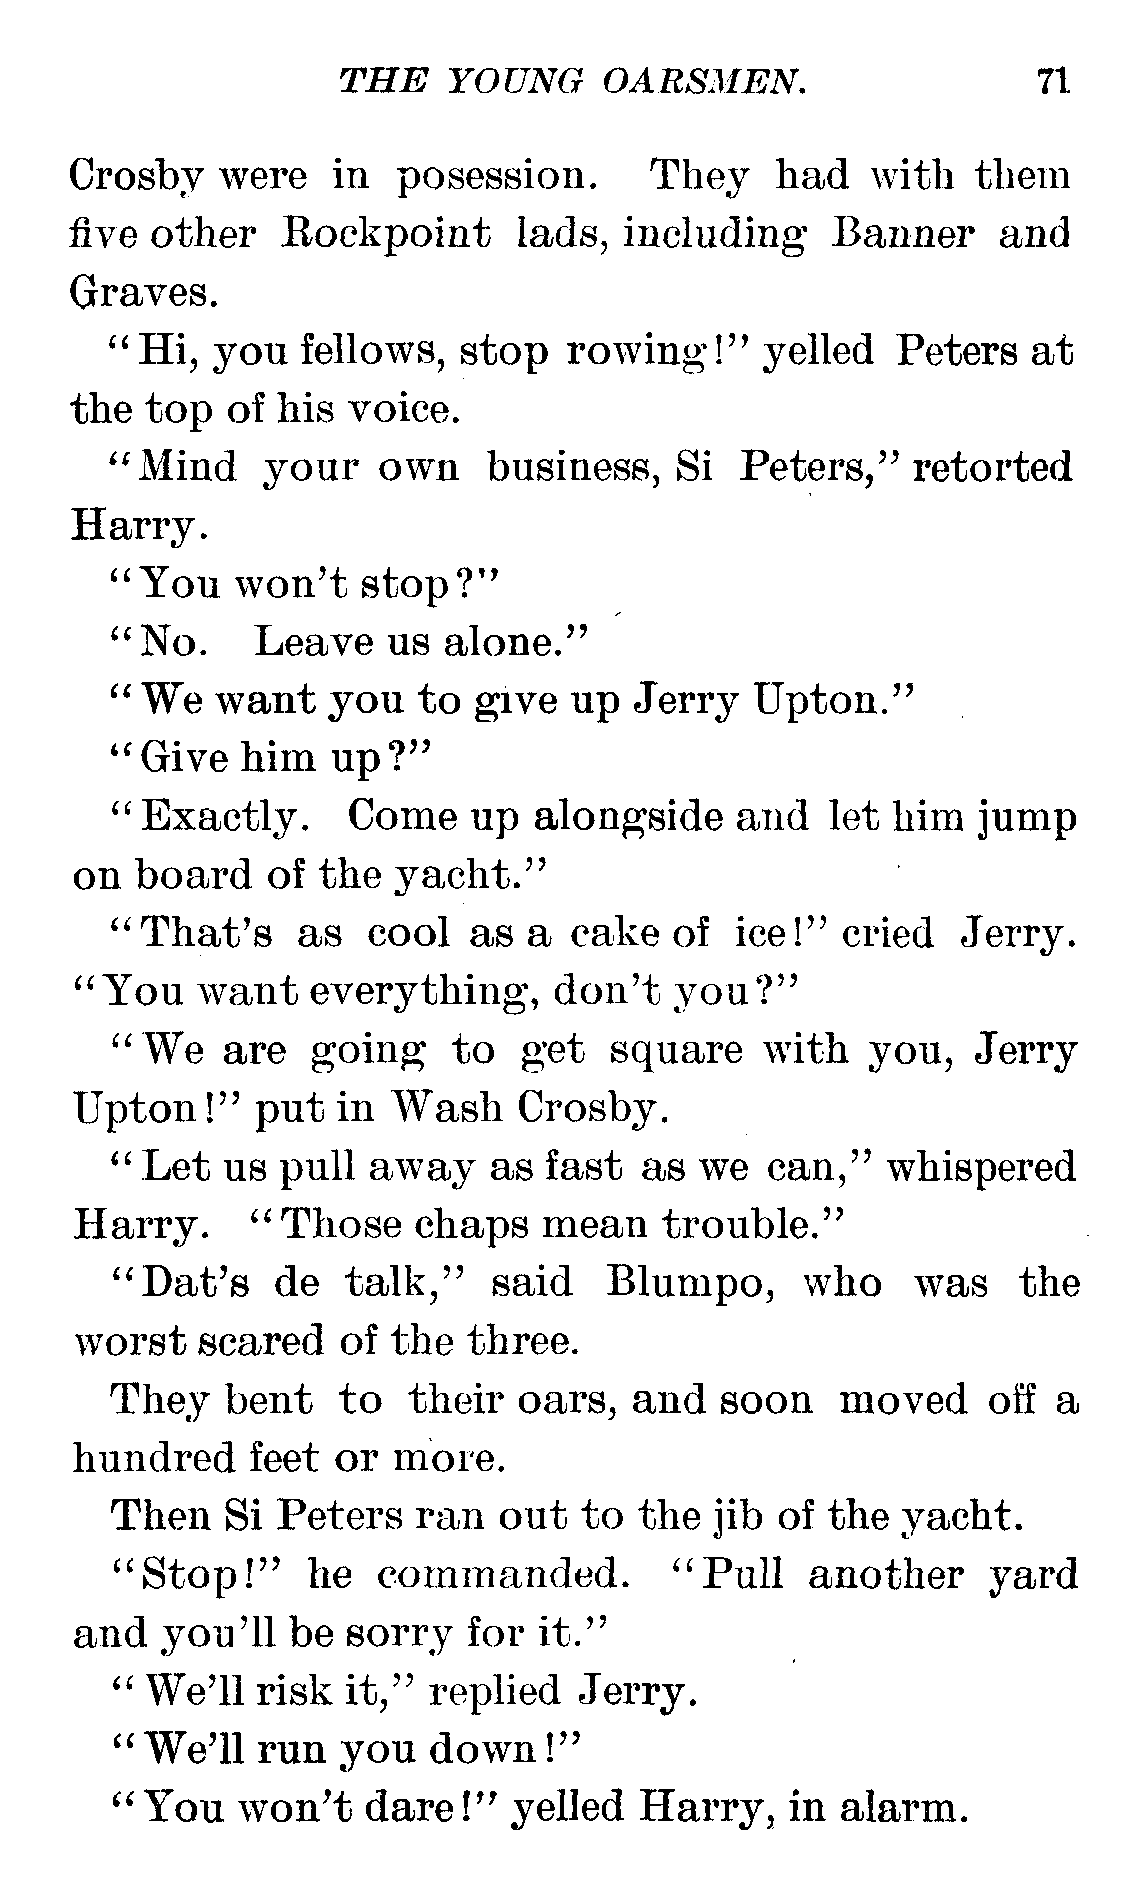 THE YOUNG OARSMEN. 71
Crosby were in posession. They had with them
five other Rockpoint lads, including Banner and
Graves.
"Hi, you fellows, stop rowing!" yelled Peters at
the top of his voice.
"Mind your own business, Si Peters," retorted
Harry.
"You won't stop?"
"No. Leave us alone."
"We want you to give up Jerry Upton."
"Give him up?"
"Exactly. Come up alongside and let him jump
on board of the yacht."
"That's as cool as a cake of ice!" cried Jerry.
"You want everything, don't you?"
"We are going to get square with you, Jerry
Upton!" put in Wash Crosby.
"Let us pull away as fast as we can," whispered
Harry. "Those chaps mean trouble."
"Dat's de talk," said Blumpo, who was the
worst scared of the three.
They bent to their oars, and soon moved off a
hundred feet or more.
Then Si Peters ran out to the jib of the yacht.
"Stop!" he commanded. "Pull another yard
and you'll be sorry for it."
"We'll risk it," replied Jerry.
"We'll run you down!"
"You won't dare!" yelled Harry, in alarm.